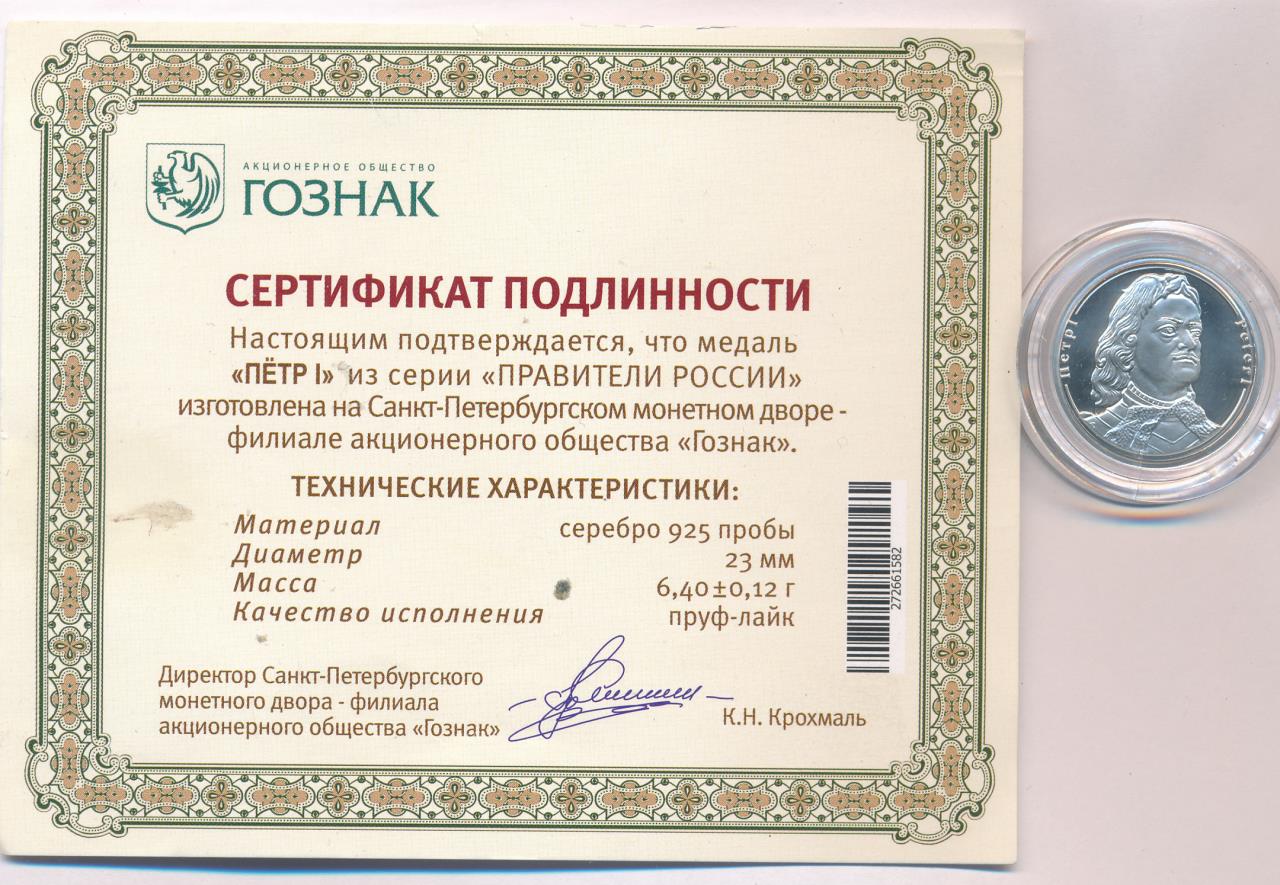 АКЦИОНЕРНОЕ ОБЩЕСТВО
ГОЗНАК
СЕРТИФИКАТ ПОДЛИННОСТИ
Настоящим подтверждается, что медаль
«ПЁТР I» из серии «ПРАВИТЕЛИ РОССИИ»
изготовлена на Санкт-Петербургском монетном дворе -
филиале акционерного общества «Гознак».
ТЕХНИЧЕСКИЕ ХАРАКТЕРИСТИКИ:
Материал серебро 925 пробы
Диаметр 23 мм
Масса 6,40±0,12 г
Качество исполнения пруф-лайк
Директор Санкт-Петербургского
монетного двора - филиала
акционерного общества «Гознак»
К.Н. Крохмаль
272661582
Петр I
Peter I